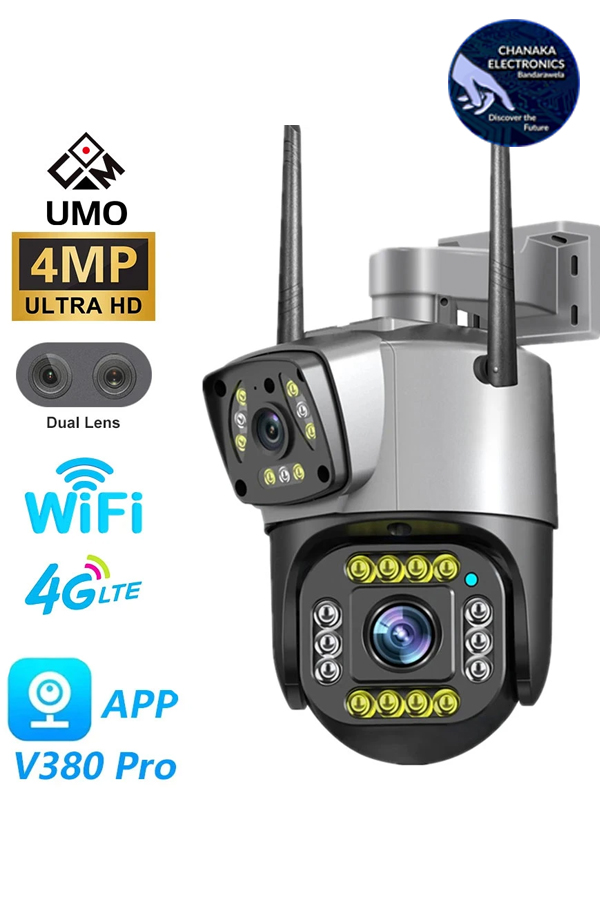 CHANAKA
ELECTRONICS
Bandarawela
Discover the
Future
UMO
4MP
ULTRA HD
Dual Lens
WiFi
4G LTE
APP
V380 Pro